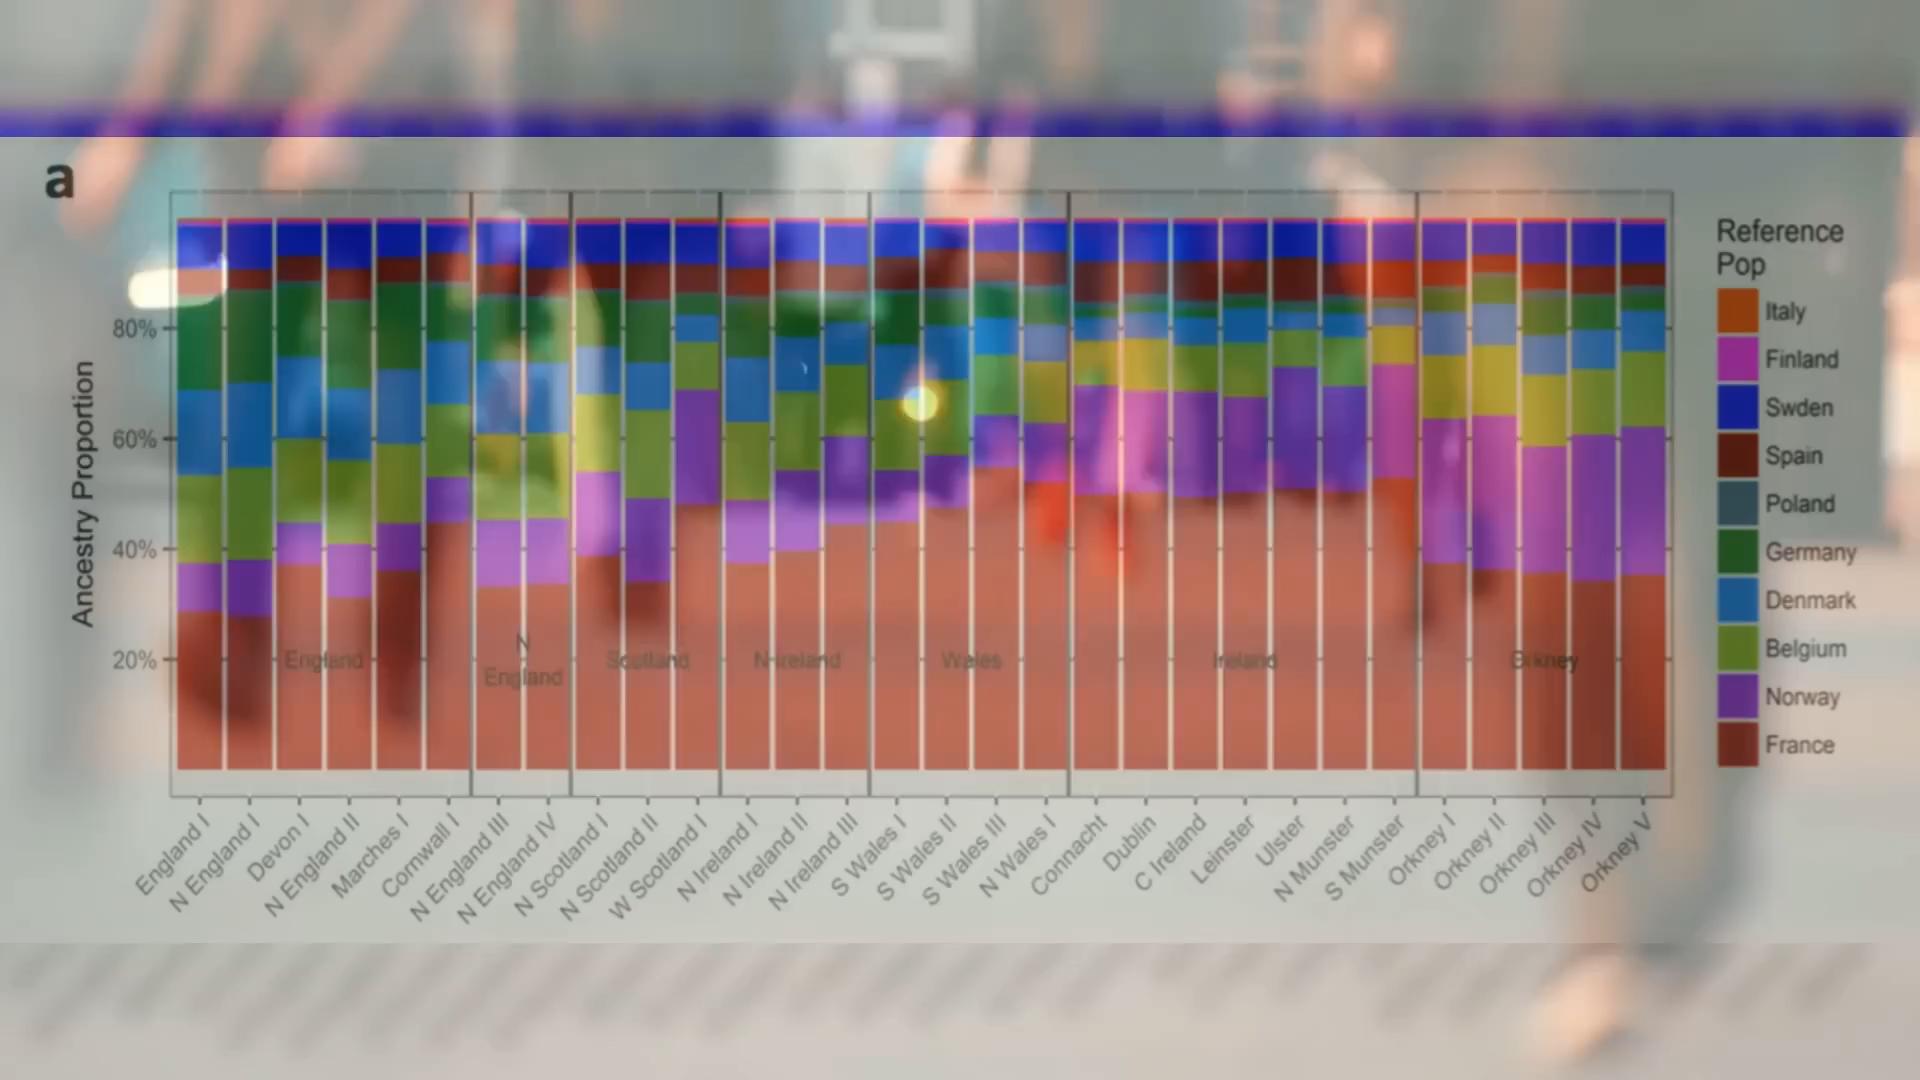 a
Ancestry Proportion
80%
60%
40%
20%
England
N
England
Scotland
N Ireland
Wales
Ireland
Orkney
England I
N England I
Devon I
N England II
Marches I
Cornwall I
N England III
N England IV
N Scotland I
N Scotland II
W Scotland I
N Ireland I
N Ireland II
N Ireland III
S Wales I
S Wales II
S Wales III
N Wales I
Connacht
Dublin
C Ireland
Leinster
Ulster
N Munster
S Munster
Orkney I
Orkney II
Orkney III
Orkney IV
Orkney V
Reference
Pop
Italy
Finland
Swden
Spain
Poland
Germany
Denmark
Belgium
Norway
France